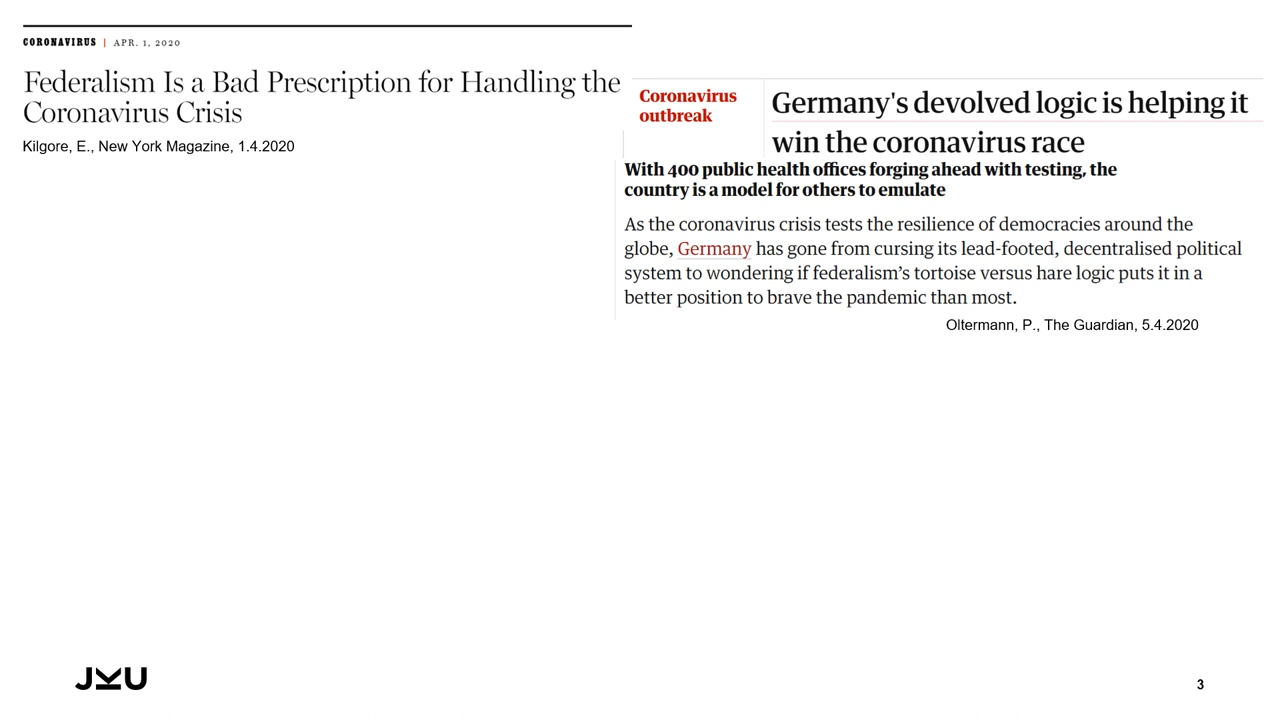 CORONAVIRUS | APR. 1, 2020
Federalism Is a Bad Prescription for Handling the
Coronavirus Crisis
Kilgore, E., New York Magazine, 1.4.2020
Coronavirus
outbreak
Germany's devolved logic is helping it
win the coronavirus race
With 400 public health offices forging ahead with testing, the
country is a model for others to emulate
As the coronavirus crisis tests the resilience of democracies around the
globe, Germany has gone from cursing its lead-footed, decentralised political
system to wondering if federalism’s tortoise versus hare logic puts it in a
better position to brave the pandemic than most.
Oltermann, P., The Guardian, 5.4.2020
JKU
3